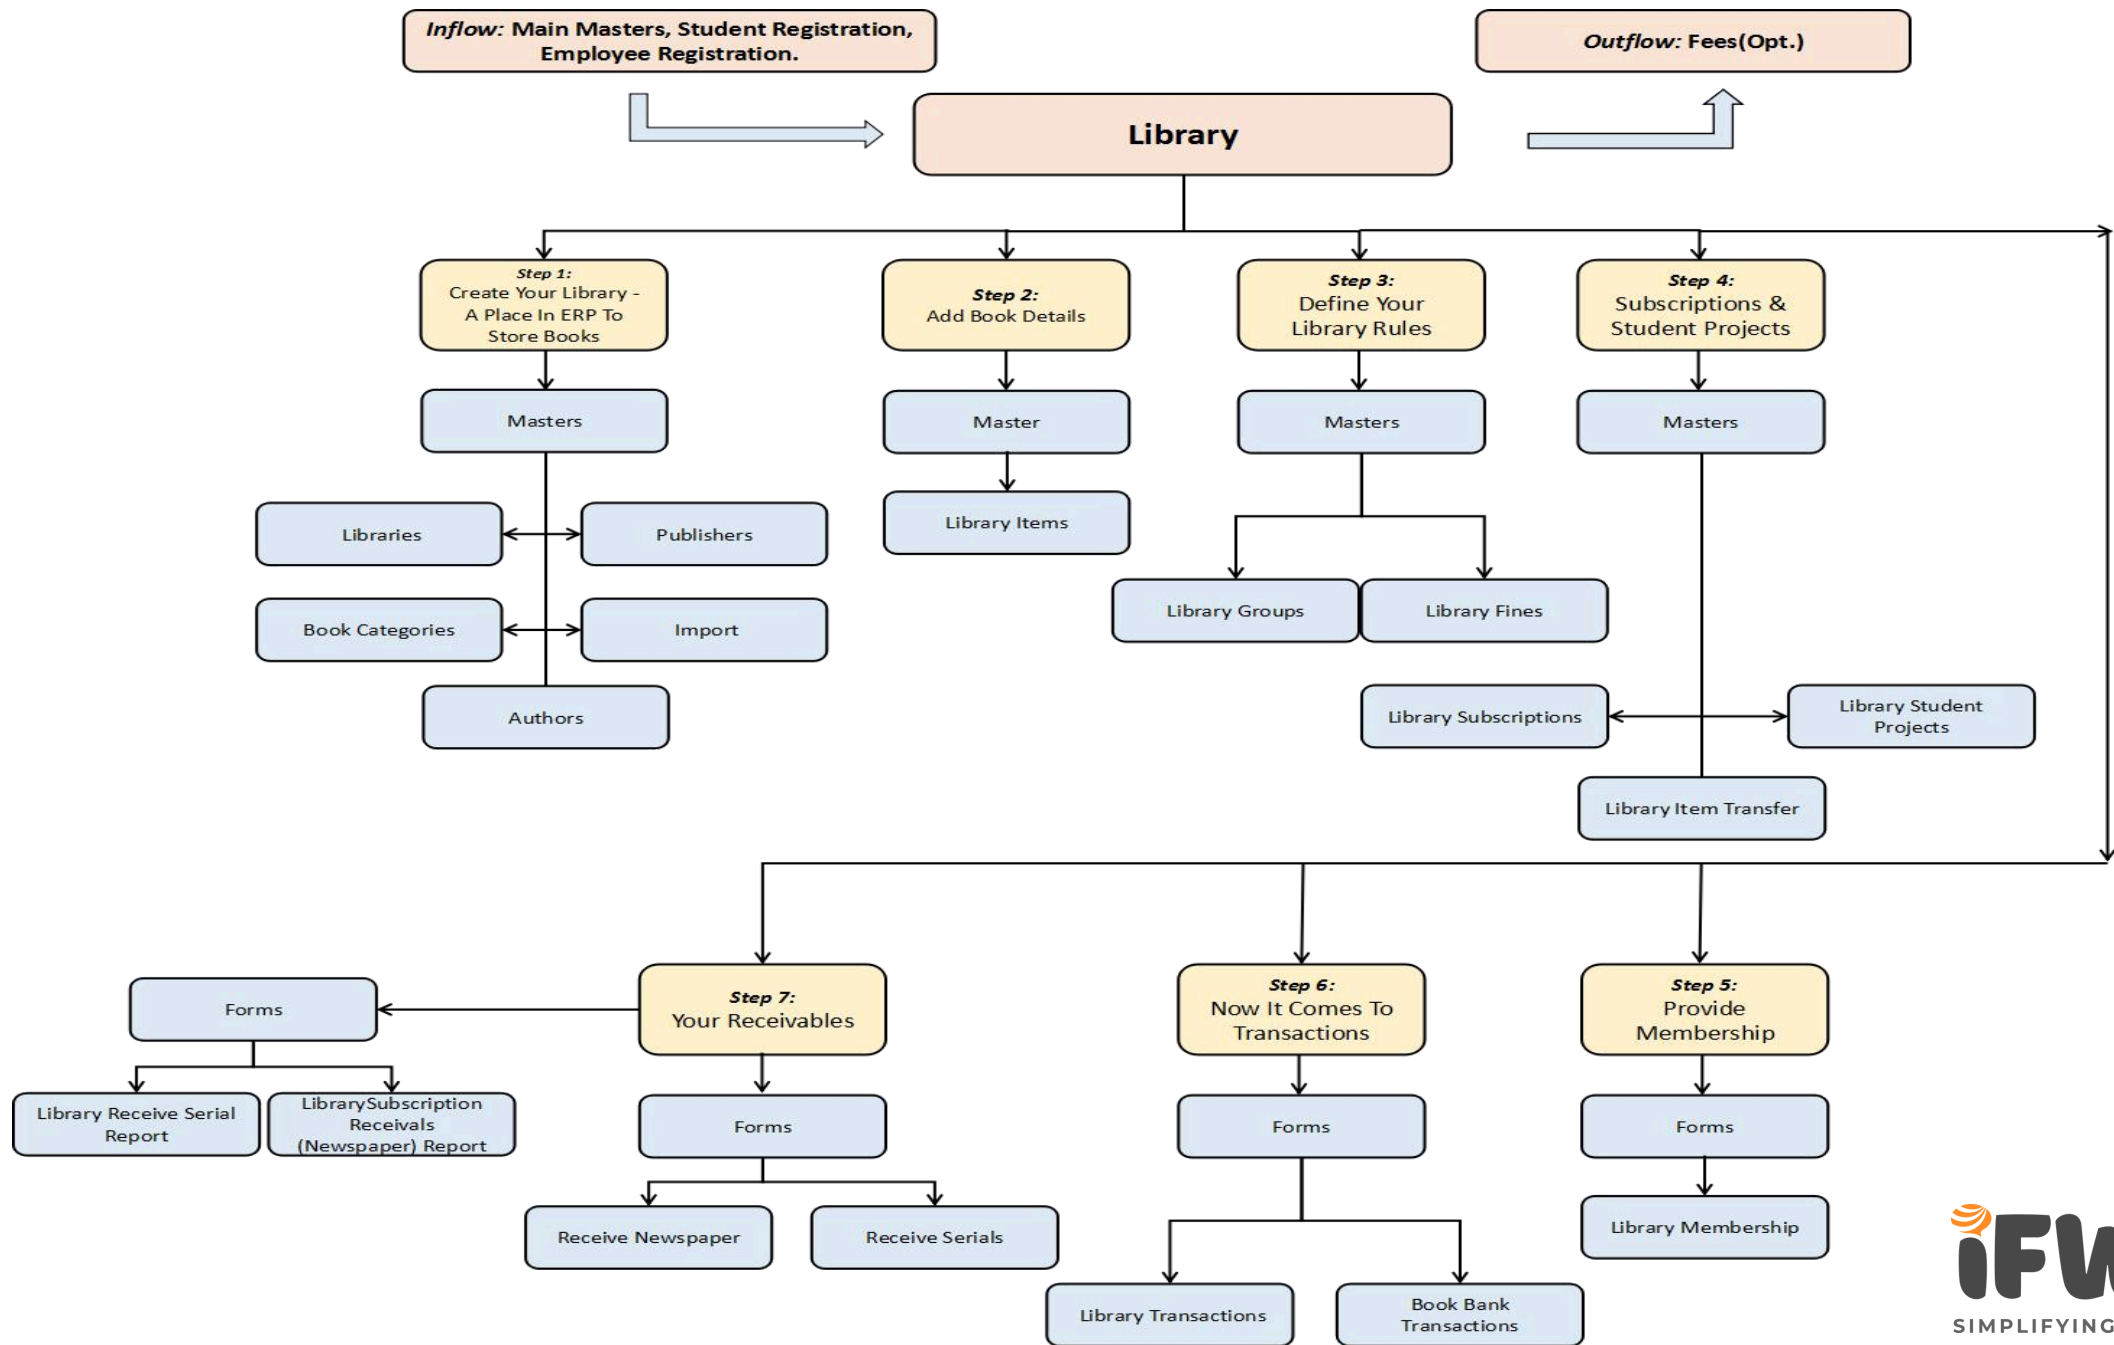 Inflow: Main Masters, Student Registration,
Employee Registration.
Outflow: Fees(Opt.)
Library
Step 1:
Create Your Library -
A Place In ERP To
Store Books
Step 2:
Add Book Details
Step 3:
Define Your
Library Rules
Step 4:
Subscriptions &
Student Projects
Masters
Master
Masters
Masters
Library Items
Libraries
Publishers
Library Groups
Library Fines
Book Categories
Import
Authors
Library Subscriptions
Library Student
Projects
Library Item Transfer
Forms
Step 7:
Your Receivables
Step 6:
Now It Comes To
Transactions
Step 5:
Provide
Membership
Library Receive Serial
Report
LibrarySubscription
Receivals
(Newspaper) Report
Forms
Forms
Forms
Receive Newspaper
Receive Serials
Library Membership
Library Transactions
Book Bank
Transactions
iFW
SIMPLIFYING